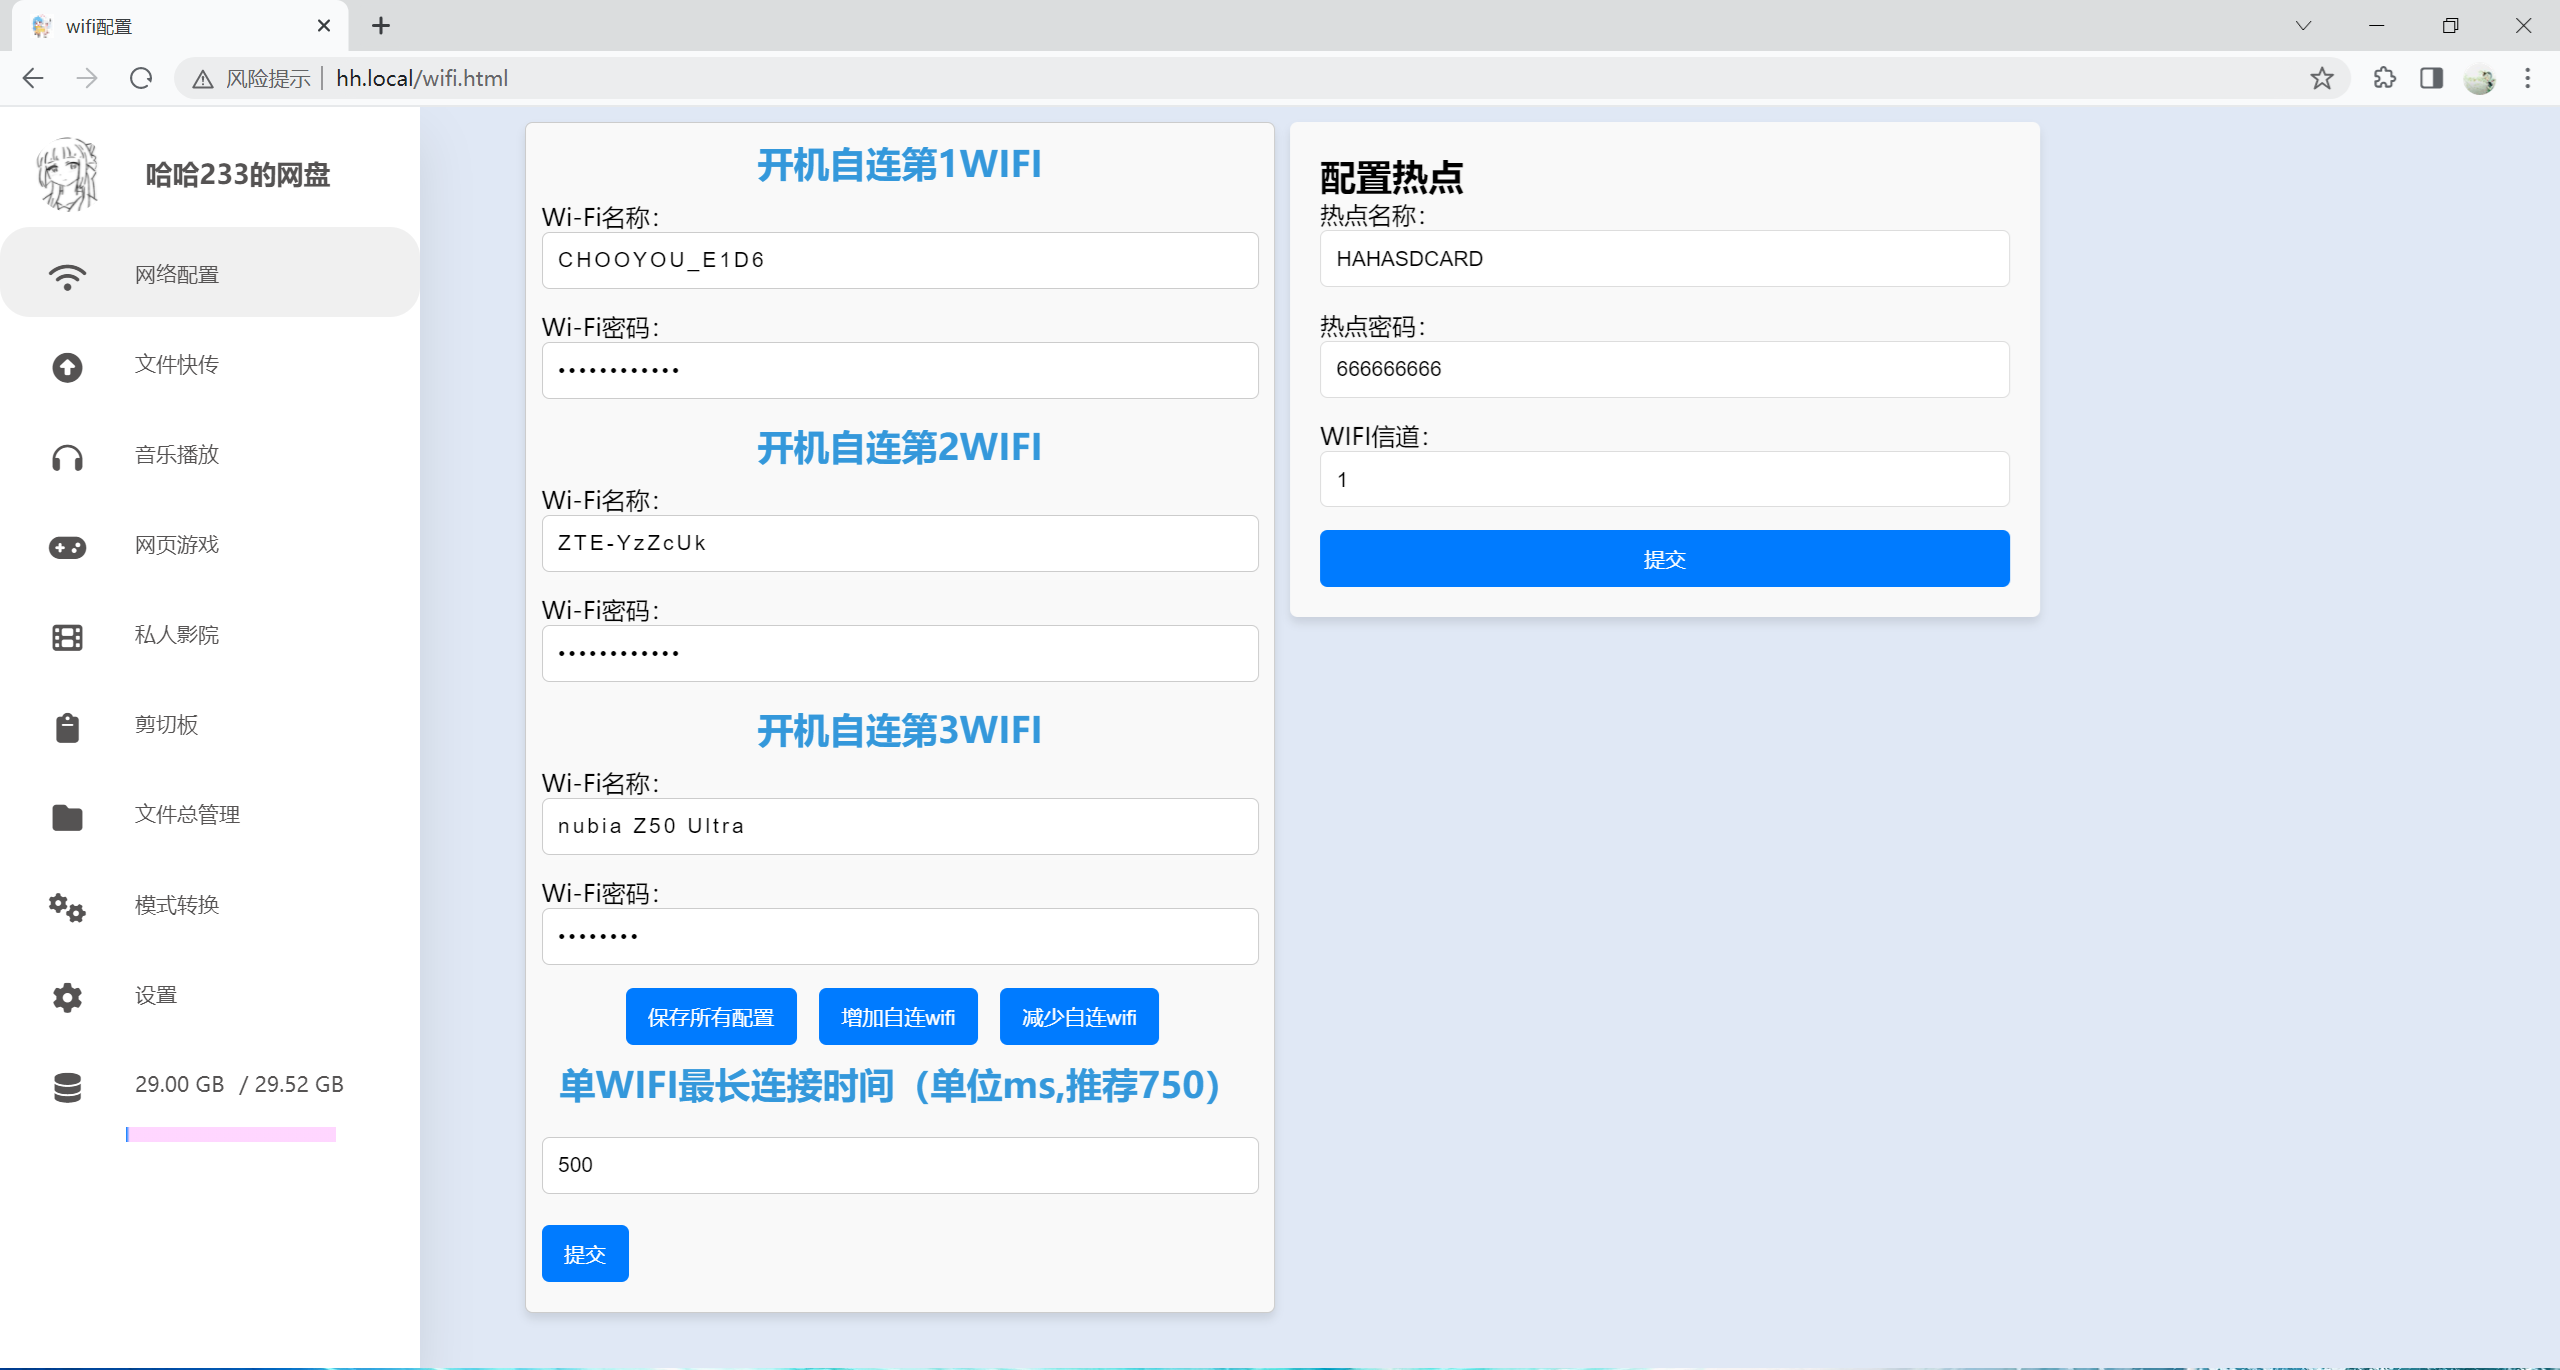 wifi配置
风险提示 hh.local/wifi.html
哈哈233的网盘
网络配置
文件快传
音乐播放
网页游戏
私人影院
剪切板
文件总管理
模式转换
设置
29.00 GB / 29.52 GB
开机自连第1WIFI
Wi-Fi名称:
CHOOYOU_E1D6
Wi-Fi密码:
••••••••••••
开机自连第2WIFI
Wi-Fi名称:
ZTE-YzZcUk
Wi-Fi密码:
••••••••••••
开机自连第3WIFI
Wi-Fi名称:
nubia Z50 Ultra
Wi-Fi密码:
••••••••
保存所有配置 增加自连wifi 减少自连wifi
单WIFI最长连接时间（单位ms,推荐750）
500
提交
配置热点
热点名称:
HAHASDCARD
热点密码:
666666666
WIFI信道:
1
提交